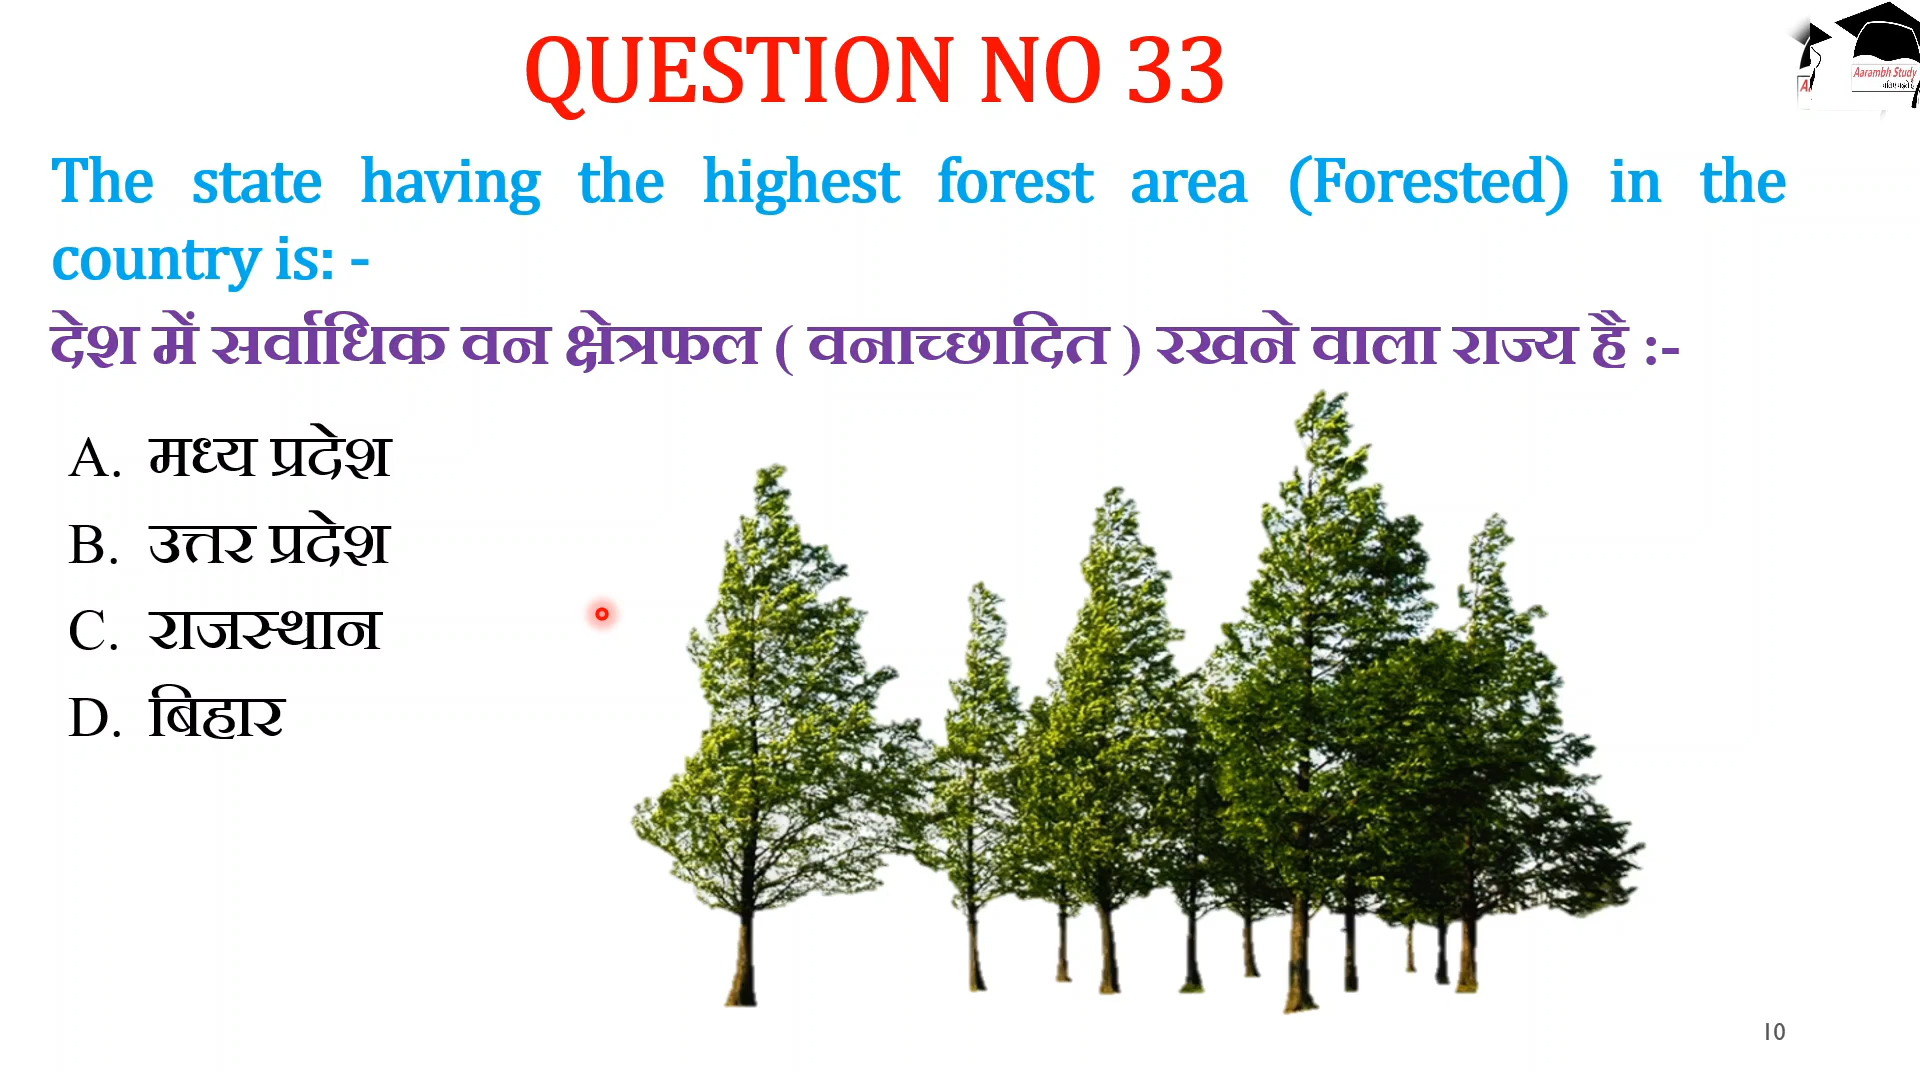 QUESTION NO 33
Aarambh Study
The state having the highest forest area (Forested) in the
country is: -
देश में सर्वाधिक वन क्षेत्रफल ( वनाच्छादित ) रखने वाला राज्य है :-
A. मध्य प्रदेश
B. उत्तर प्रदेश
C. राजस्थान
D. बिहार
10